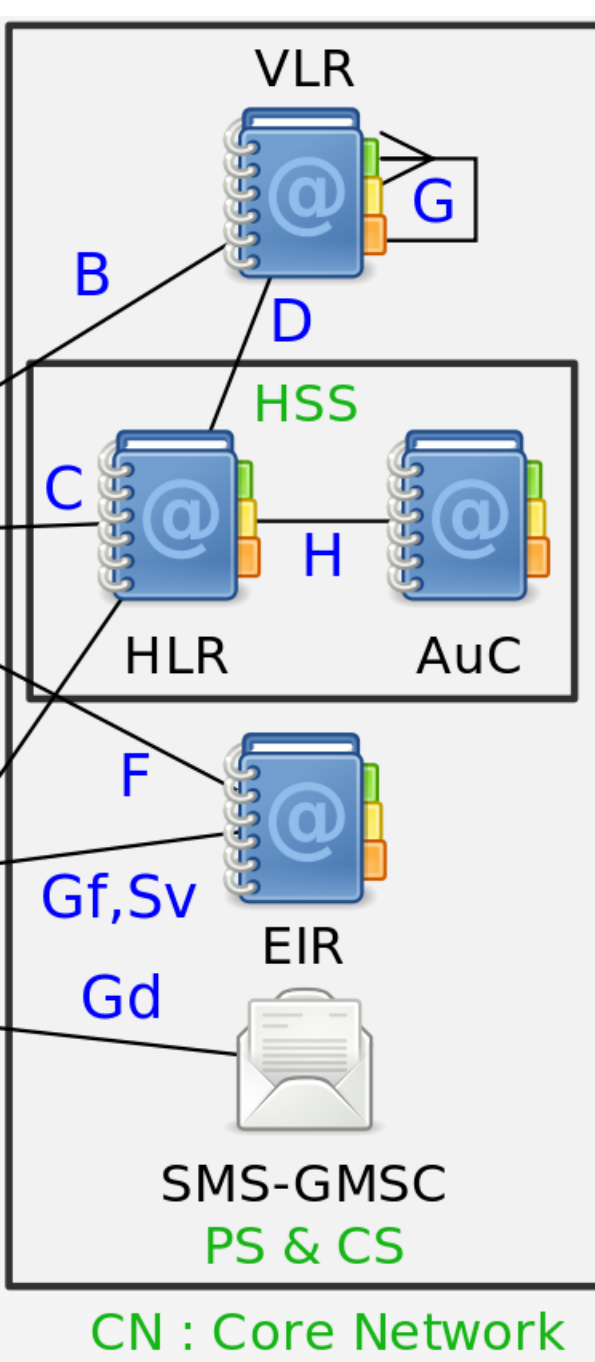 VLR
@
G
B
D
HSS
C
@
@
H
HLR
AuC
F
@
Gf,Sv
EIR
Gd
SMS-GMSC
PS & CS
CN : Core Network